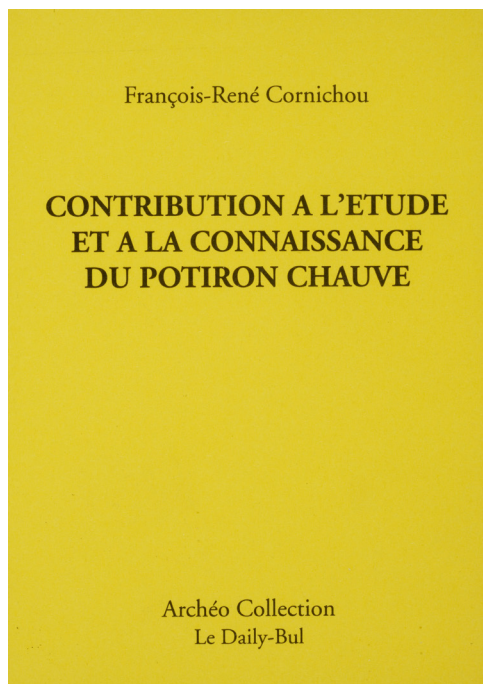 François-René Cornichou
CONTRIBUTION A L'ETUDE
ET A LA CONNAISSANCE
DU POTIRON CHAUVE
Archéo Collection
Le Daily-Bul